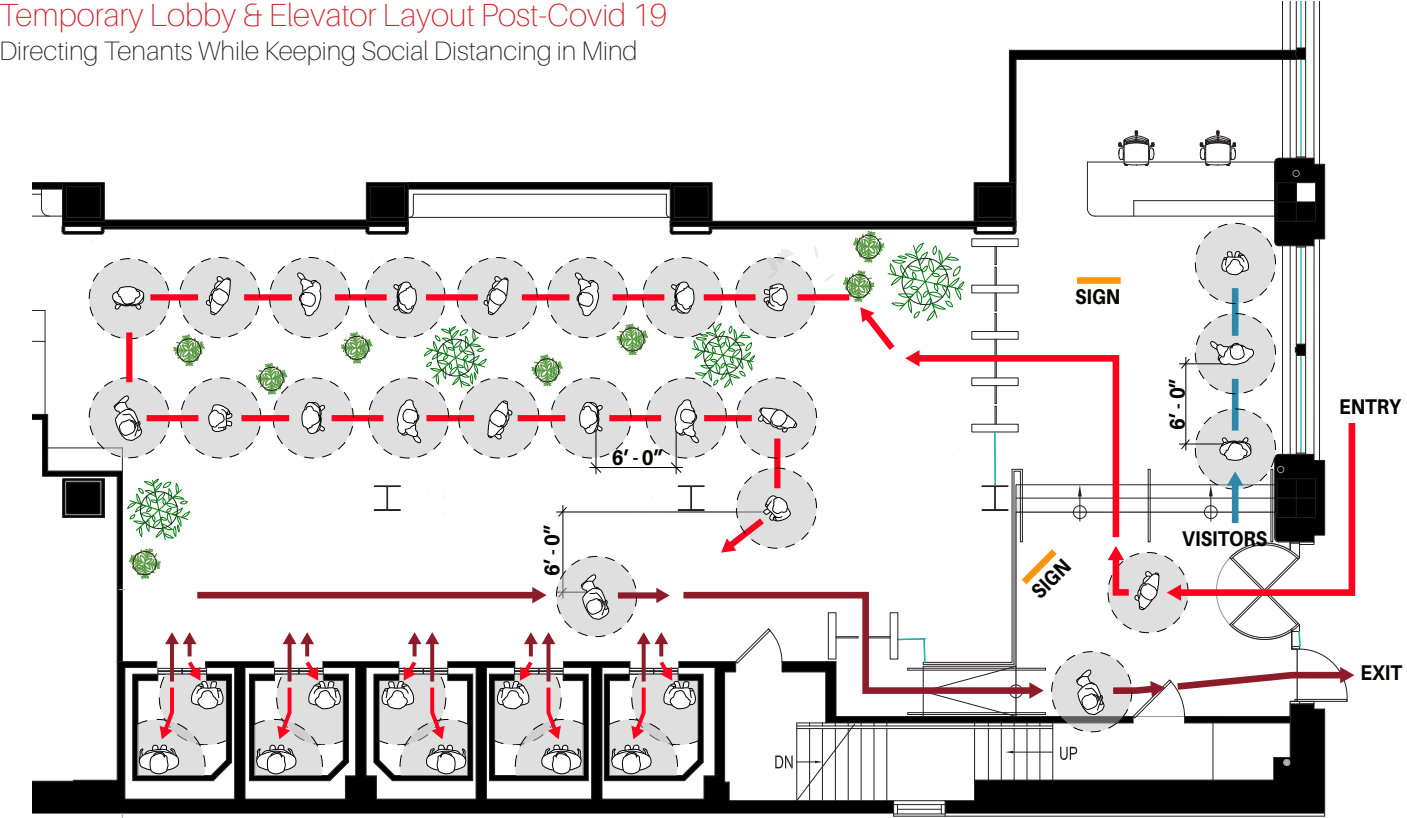 Temporary Lobby & Elevator Layout Post-Covid 19
Directing Tenants While Keeping Social Distancing in Mind
SIGN
6' - 0"
ENTRY
6' - 0"
VISITORS
6' - 0"
SIGN
EXIT
DN
UP